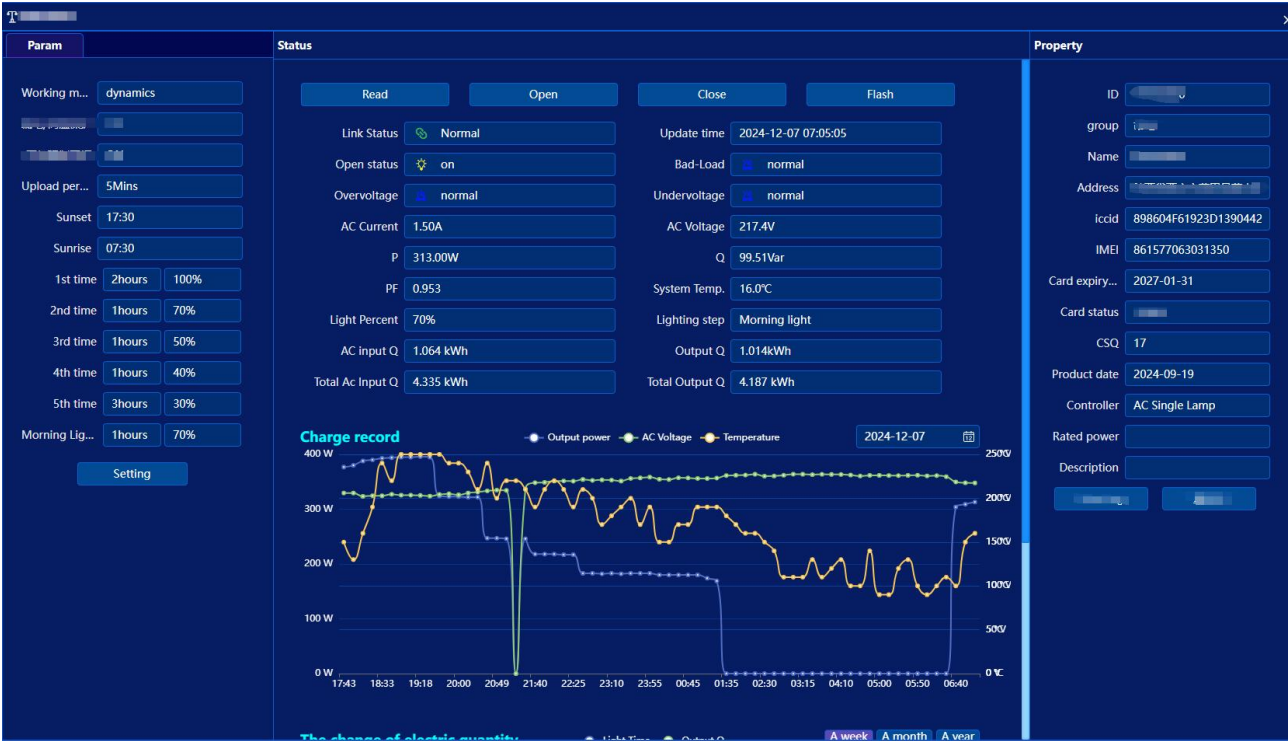 T
Param
Status
Property
Working m... dynamics
Upload per... 5Mins
Sunset 17:30
Sunrise 07:30
1st time 2hours 100%
2nd time 1hours 70%
3rd time 1hours 50%
4th time 1hours 40%
5th time 3hours 30%
Morning Lig... 1hours 70%
Setting
Read Open Close Flash
Link Status Normal Update time 2024-12-07 07:05:05
Open status on Bad-Load normal
Overvoltage normal Undervoltage normal
AC Current 1.50A AC Voltage 217.4V
P 313.00W Q 99.51Var
PF 0.953 System Temp. 16.0℃
Light Percent 70% Lighting step Morning light
AC input Q 1.064 kWh Output Q 1.014kWh
Total Ac Input Q 4.335 kWh Total Output Q 4.187 kWh
Charge record Output power AC Voltage Temperature 2024-12-07
400 W
300 W
200 W
100 W
0 W
17:43 18:33 19:18 20:00 20:49 21:40 22:25 23:10 23:55 00:45 01:35 02:30 03:15 04:10 05:00 05:50 06:40
The change of electric quantity Light Time Output Q A week A month A year
ID
group
Name
Address
iccid 898604F61923D1390442
IMEI 861577063031350
Card expiry... 2027-01-31
Card status
CSQ 17
Product date 2024-09-19
Controller AC Single Lamp
Rated power
Description